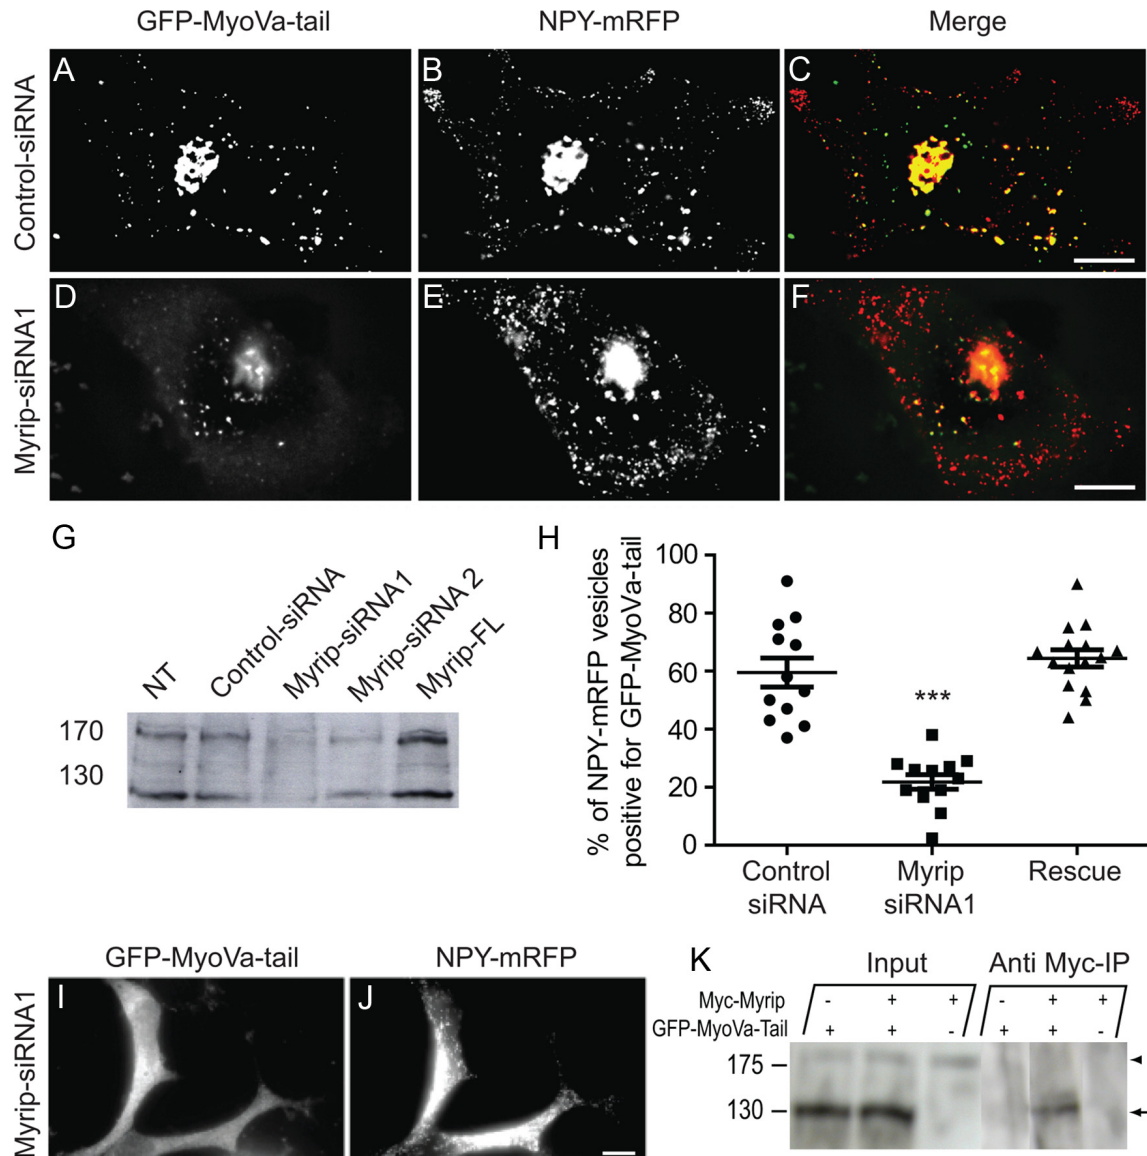 GFP-MyoVa-tail NPY-mRFP Merge
Control-siRNA
A B C
Myrip-siRNA1
D E F
G
NT Control-siRNA Myrip-siRNA1 Myrip-siRNA 2 Myrip-FL
170
130
H
% of NPY-mRFP vesicles
positive for GFP-MyoVa-tail
100
80
60
40
20
0
***
Control
siRNA
Myrip
siRNA1
Rescue
GFP-MyoVa-tail NPY-mRFP
Myrip-siRNA1
I J
K
Input Anti Myc-IP
Myc-Myrip - + + - + +
GFP-MyoVa-Tail + + - + + -
175
130